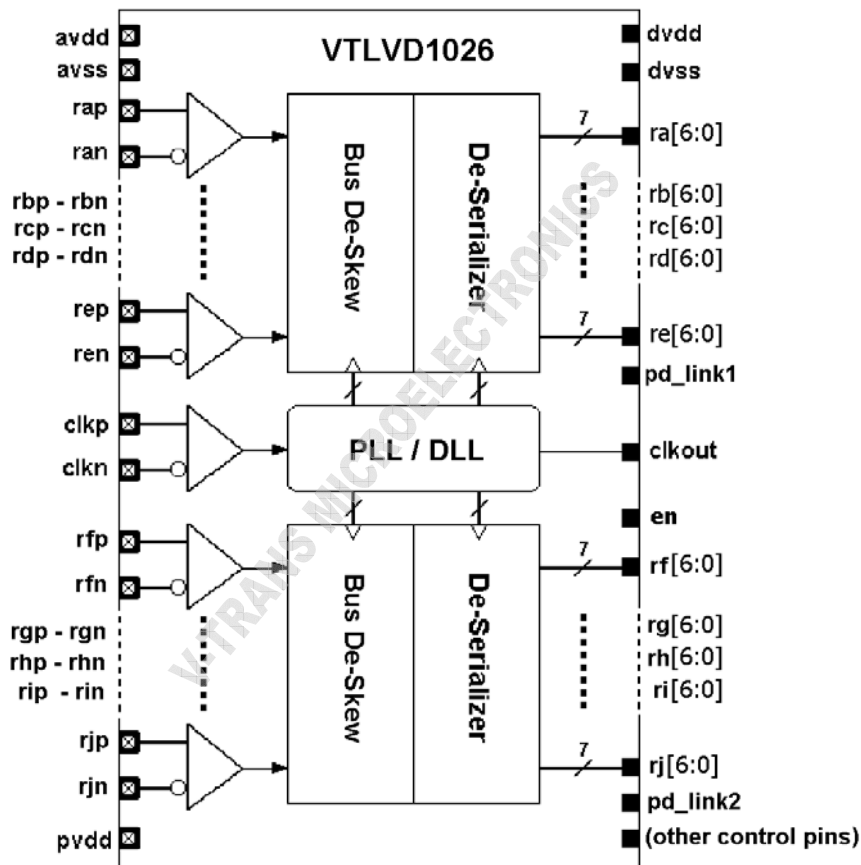 VTLVD1026
avdd
dvdd
avss
dvss
rap
7
ra[6:0]
ran
rbp - rbn
rb[6:0]
rcp - rcn
rc[6:0]
rdp - rdn
rd[6:0]
Bus De-Skew
De-Serializer
rep
7
re[6:0]
ren
pd_link1
clkp
PLL / DLL
clkout
clkn
en
rfp
7
rf[6:0]
rfn
rgp - rgn
rg[6:0]
rhp - rhn
rh[6:0]
rip - rin
ri[6:0]
Bus De-Skew
De-Serializer
rjp
7
rj[6:0]
rjn
pd_link2
pvdd
(other control pins)
V-TRANS MICROELECTRONICS